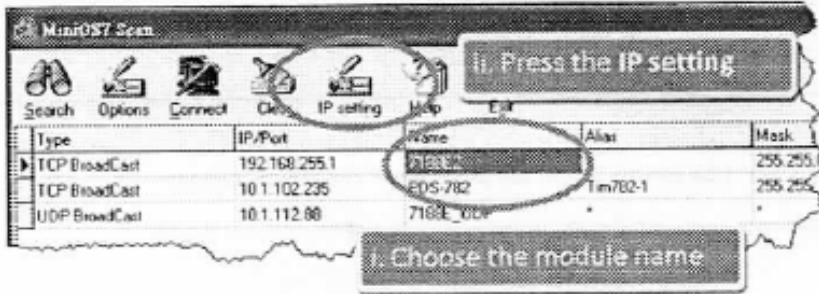 MiniOS7 Scan
ii. Press the IP setting
Search Options Connect IP setting Help Exit
Type IP/Port Name Alias Mask
TCP BroadCast 192.168.255.1 255.255.
TCP BroadCast 10.1.102.235 PDS-782 Tim782-1 255.255.
UDP BroadCast 10.1.112.88 7188E_UDP * *
i. Choose the module name